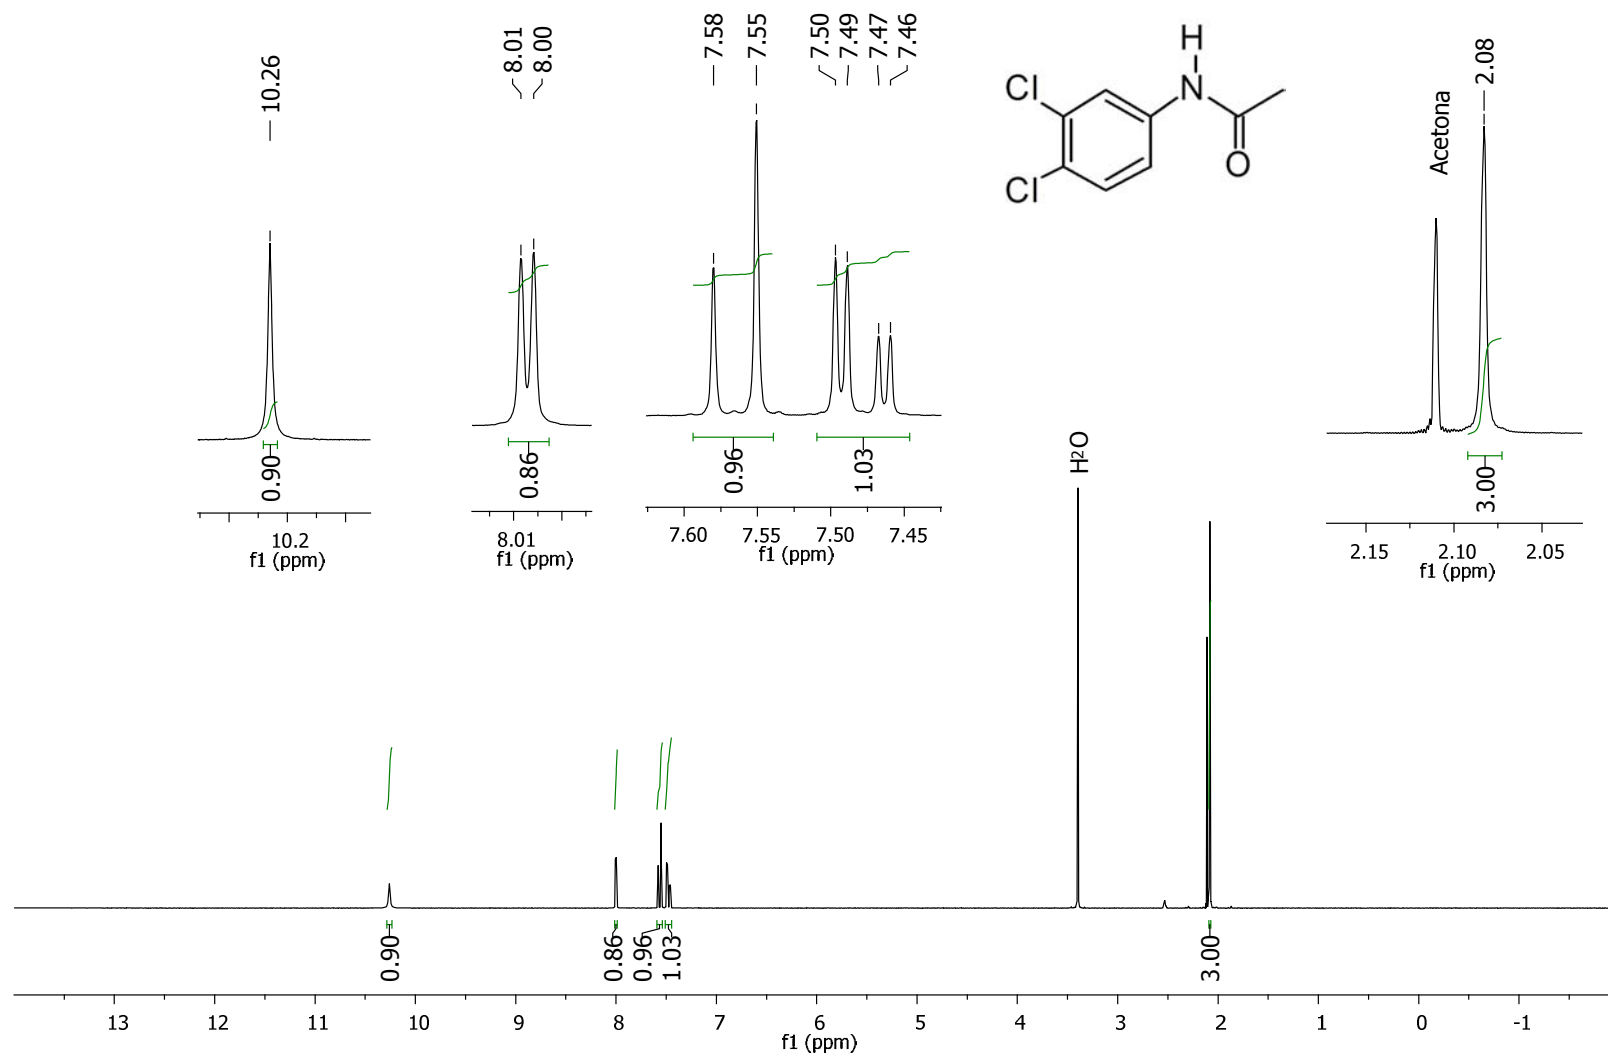 10.26
8.01
8.00
7.58
7.55
7.50
7.49
7.47
7.46
H
N
Cl
Cl
O
Acetona
2.08
0.90
0.86
0.96
1.03
3.00
10.2
f1 (ppm)
8.01
f1 (ppm)
7.60 7.55 7.50 7.45
f1 (ppm)
2.15 2.10 2.05
f1 (ppm)
H2O
0.90
0.86
0.96
1.03
3.00
13 12 11 10 9 8 7 6 5 4 3 2 1 0 -1
f1 (ppm)